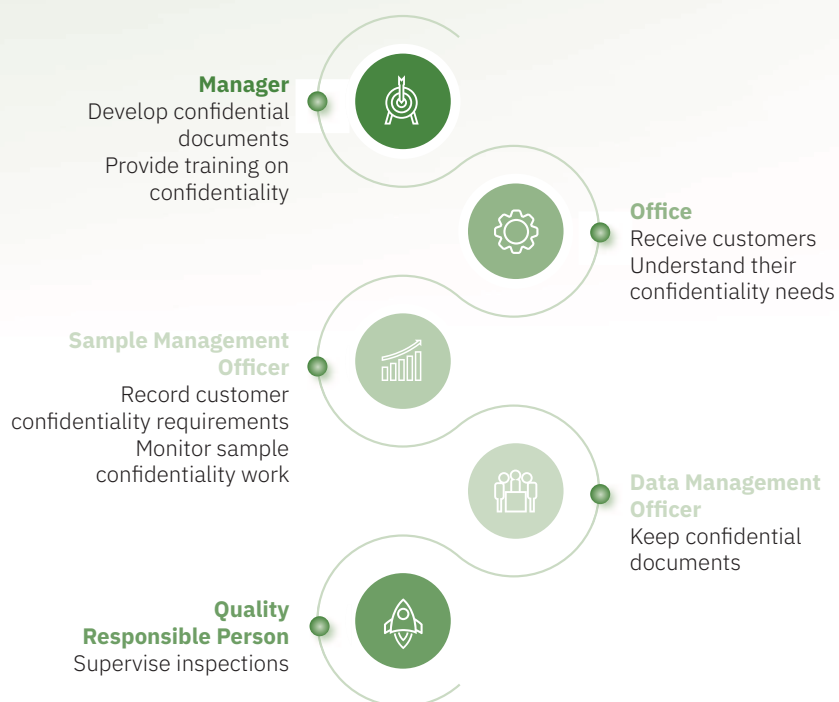 Manager
Develop confidential
documents
Provide training on
confidentiality
Office
Receive customers
Understand their
confidentiality needs
Sample Management
Officer
Record customer
confidentiality requirements
Monitor sample
confidentiality work
Data Management
Officer
Keep confidential
documents
Quality
Responsible Person
Supervise inspections